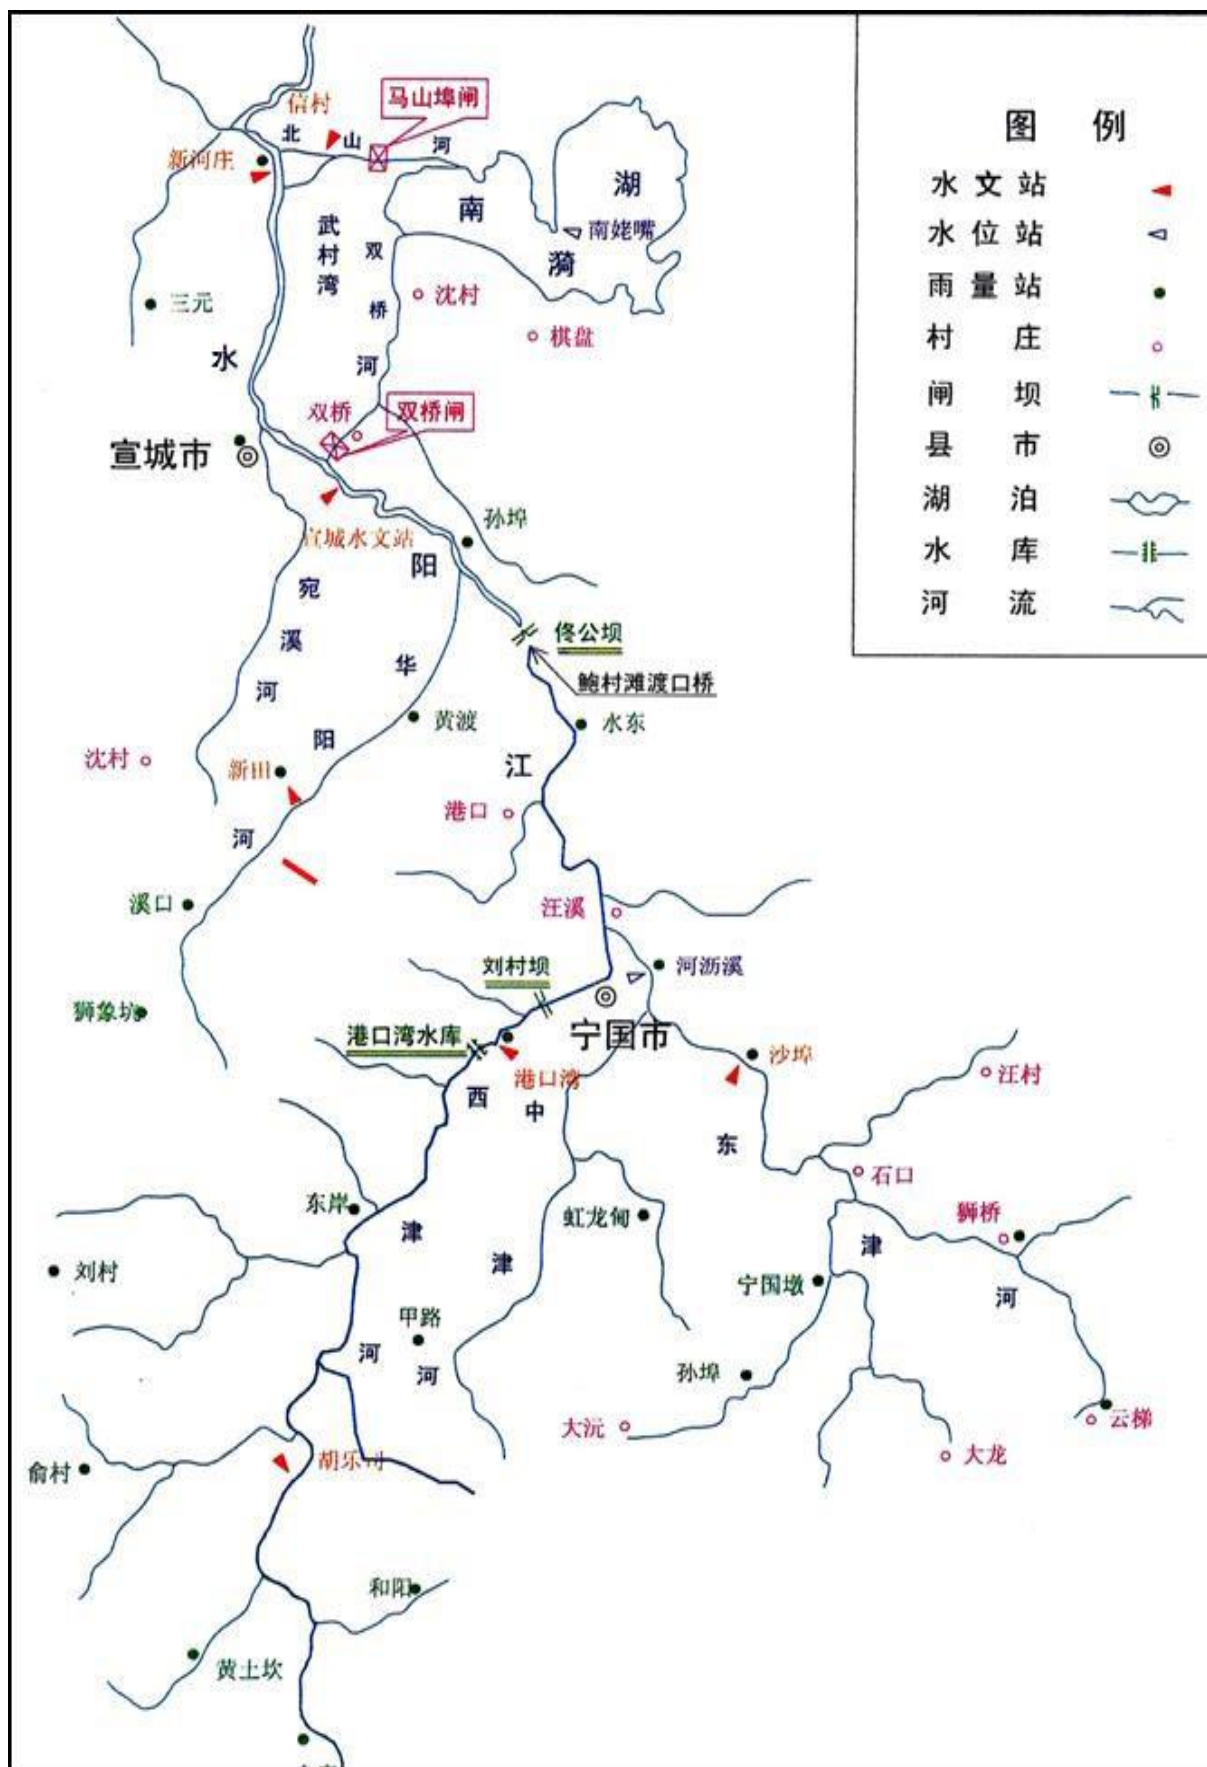 信村
马山埠闸
北山河
新河庄
湖
南
漪
南姥嘴
武村湾
双桥河
沈村
棋盘
三元
水
双桥
双桥闸
宣城市
宣城水文站
孙埠
阳
宛溪河
佟公坝
鲍村滩渡口桥
华
黄渡
水东
阳
沈村
新田
江
港口
河
溪口
汪溪
刘村坝
河沥溪
狮象坑
港口湾水库
宁国市
港口湾
沙埠
汪村
西
中
东
石口
东岸
虹龙甸
狮桥
津
津
津
刘村
宁国墩
河
甲路
河
河
孙埠
大沅
云梯
俞村
胡乐司
大龙
和阳
黄土坎
图 例
水文站
水位站
雨量站
村庄
闸坝
县市
湖泊
水库
河流